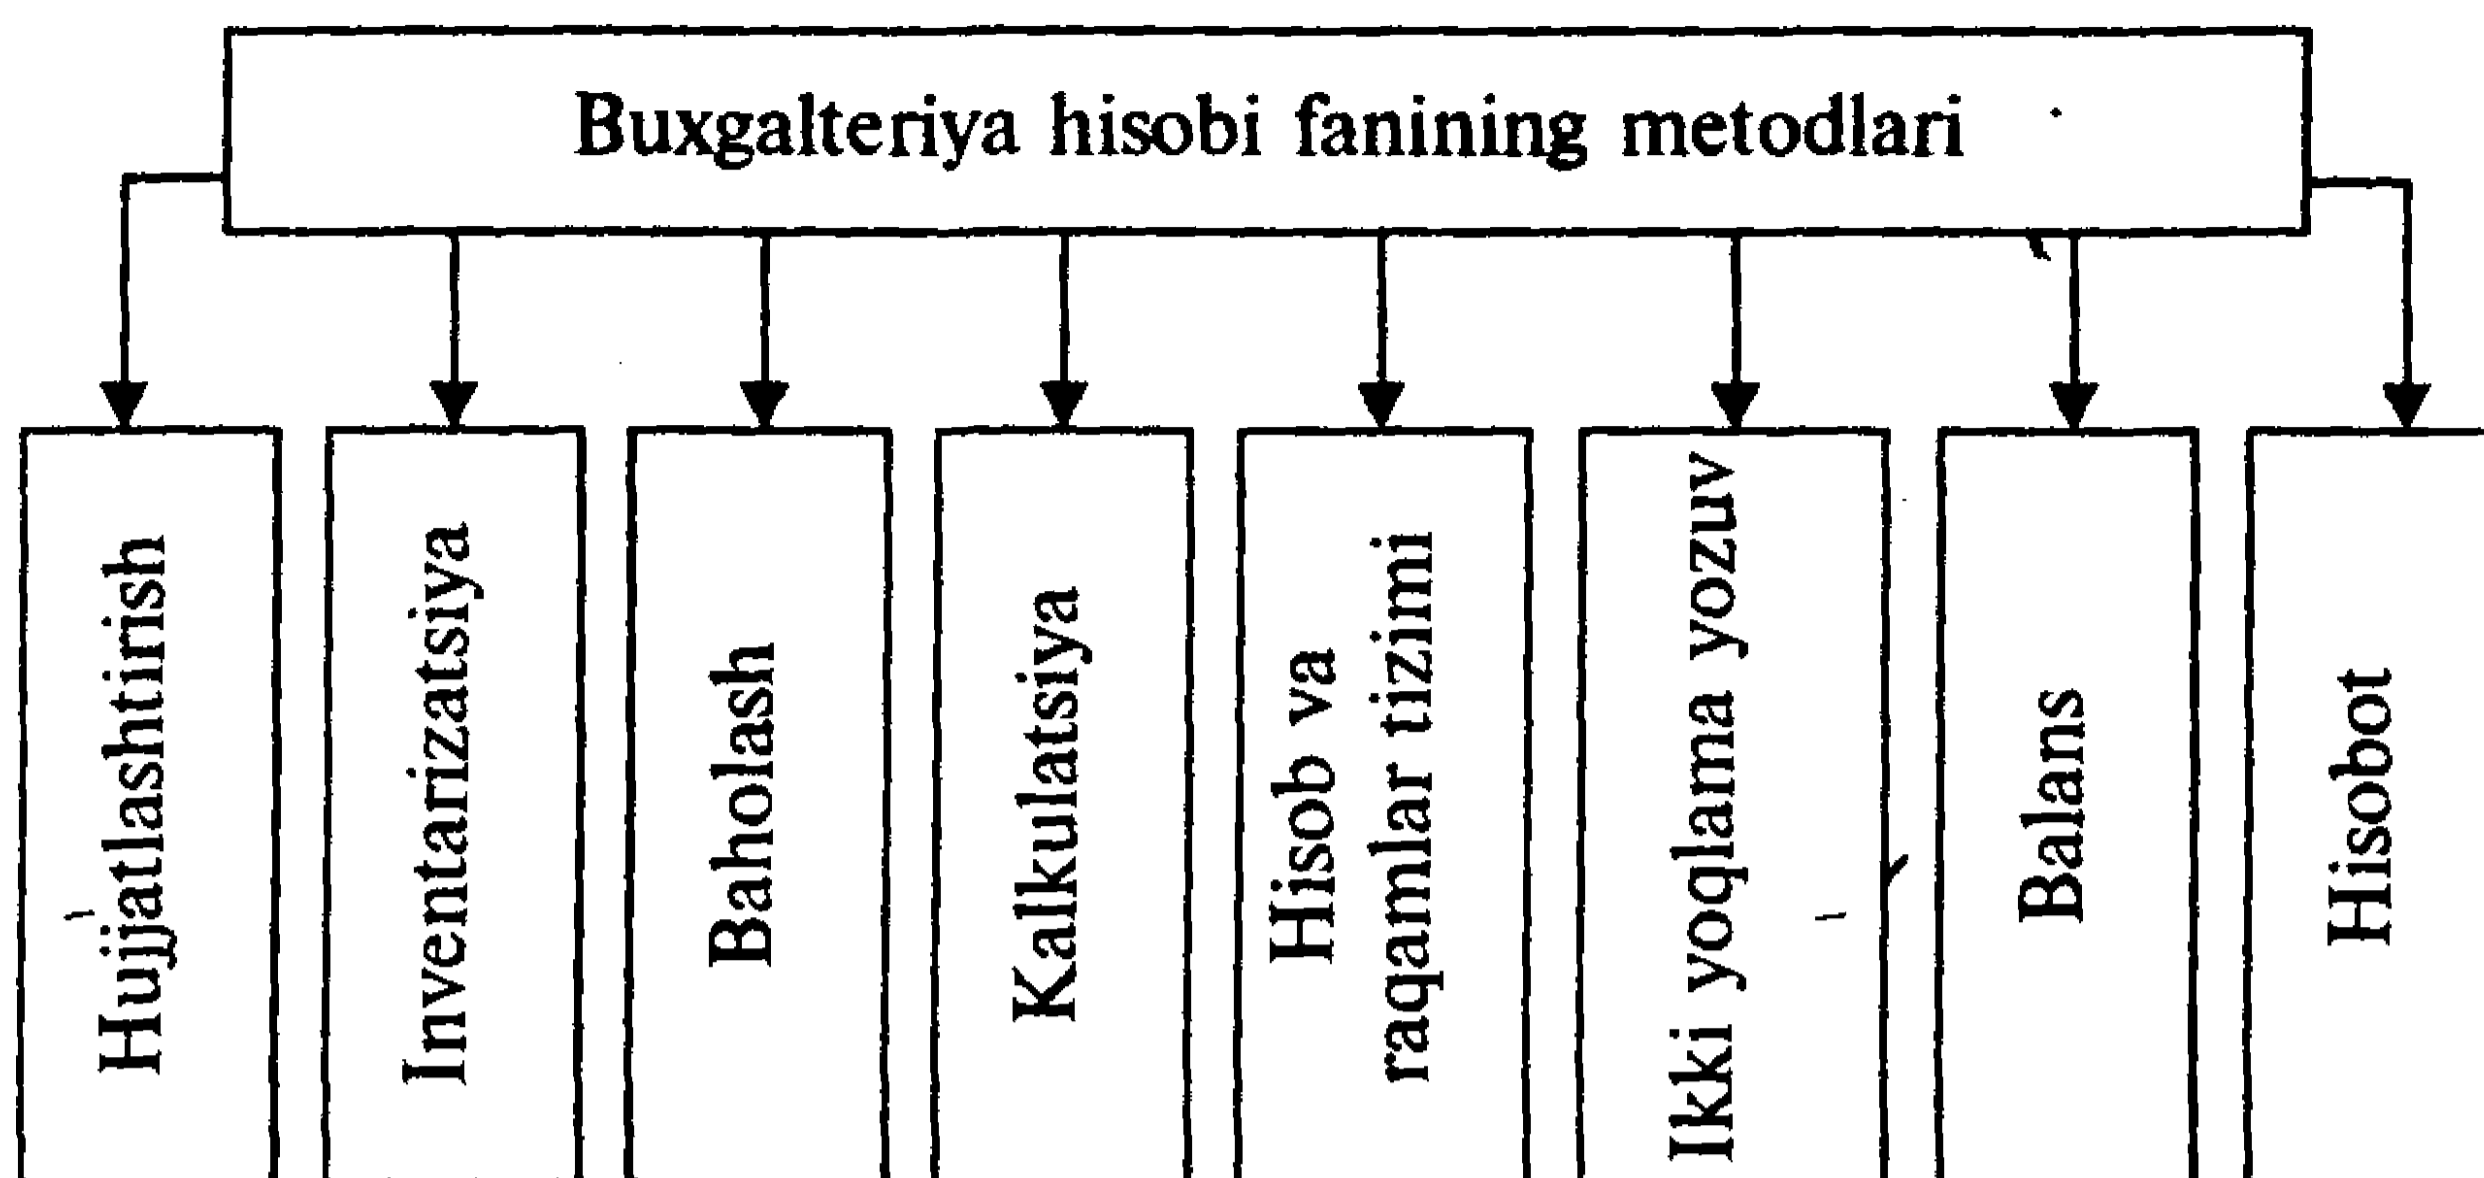 Buxgalteriya hisobi fanining metodlari
Hujjatlashtirish
Inventarizatsiya
Baholash
Kalkulatsiya
Hisob va
raqamlar tizimi
Ikki yoqlama yozuv
Balans
Hisobot